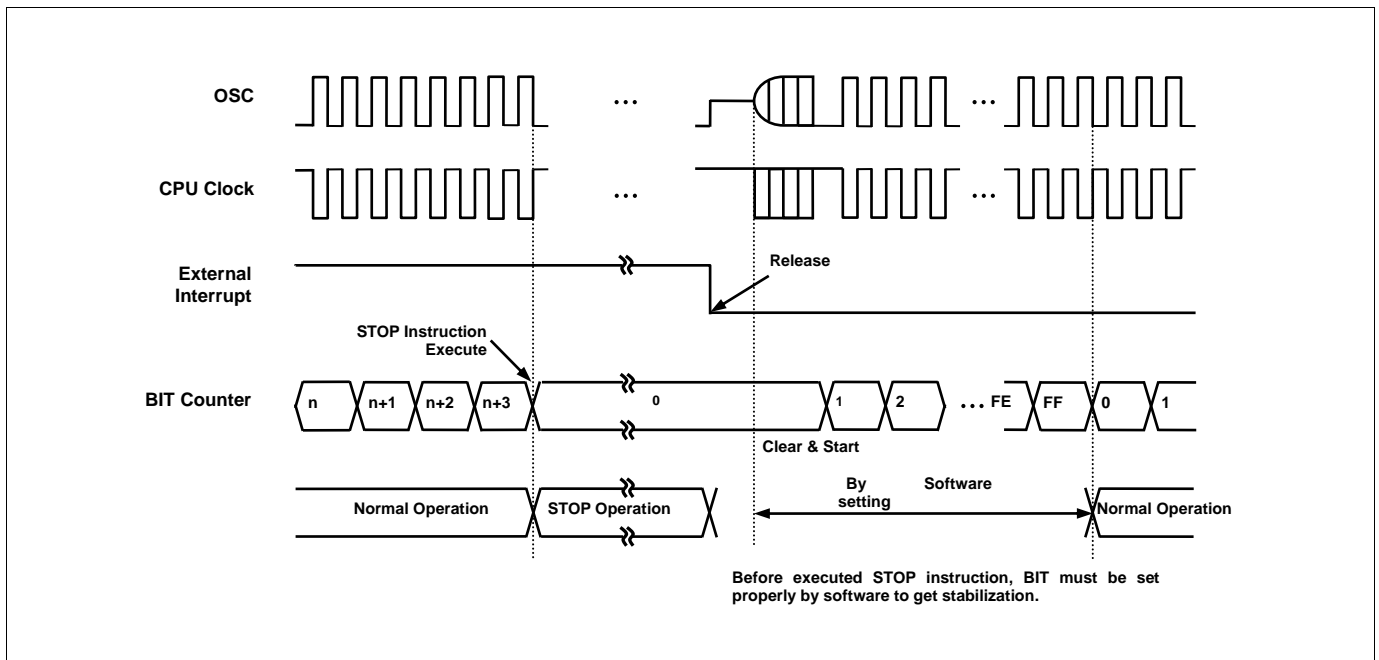 OSC
...
...
CPU Clock
...
...
External
Interrupt
Release
STOP Instruction
Execute
BIT Counter
n
n+1
n+2
n+3
0
1
2
... FE
FF
0
1
Clear & Start
Normal Operation
STOP Operation
By Software
setting
Normal Operation
Before executed STOP instruction, BIT must be set
properly by software to get stabilization.